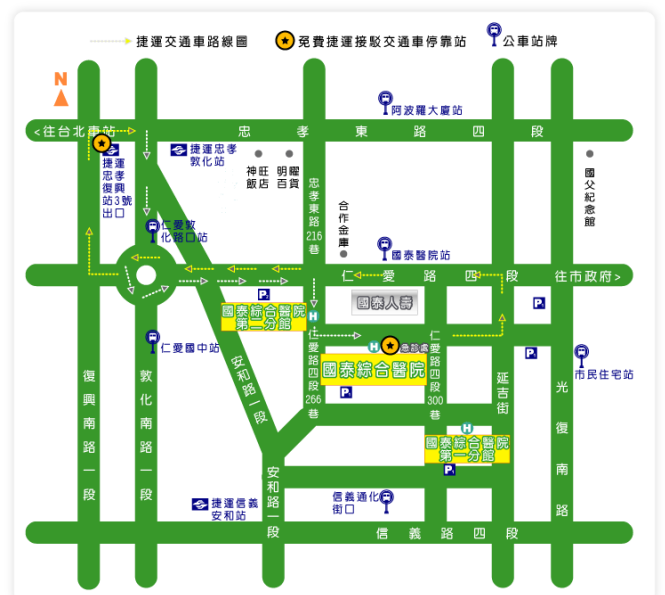 捷運交通車路線圖
免費捷運接駁交通車停靠站
公車站牌
N
阿波羅大廈站
<往台北車站
忠孝東路四段
捷運
忠孝
復興
站3號
出口
捷運忠孝
敦化站
神旺
飯店
明曜
百貨
忠孝東路216巷
合作金庫
國父紀念館
仁愛敦
化路口站
國泰醫院站
仁愛路四段
往市政府>
P
國泰人壽
P
國泰綜合醫院
第二分館
H
仁愛路四段266巷
H
急診處
仁愛路四段300巷
仁愛國中站
P
國泰綜合醫院
市民住宅站
P
安和路一段
復興南路一段
敦化南路一段
延吉街
光復南路
H
國泰綜合醫院
第一分館
P
安和路一段
捷運信義
安和站
信義通化
街口
信義路四段